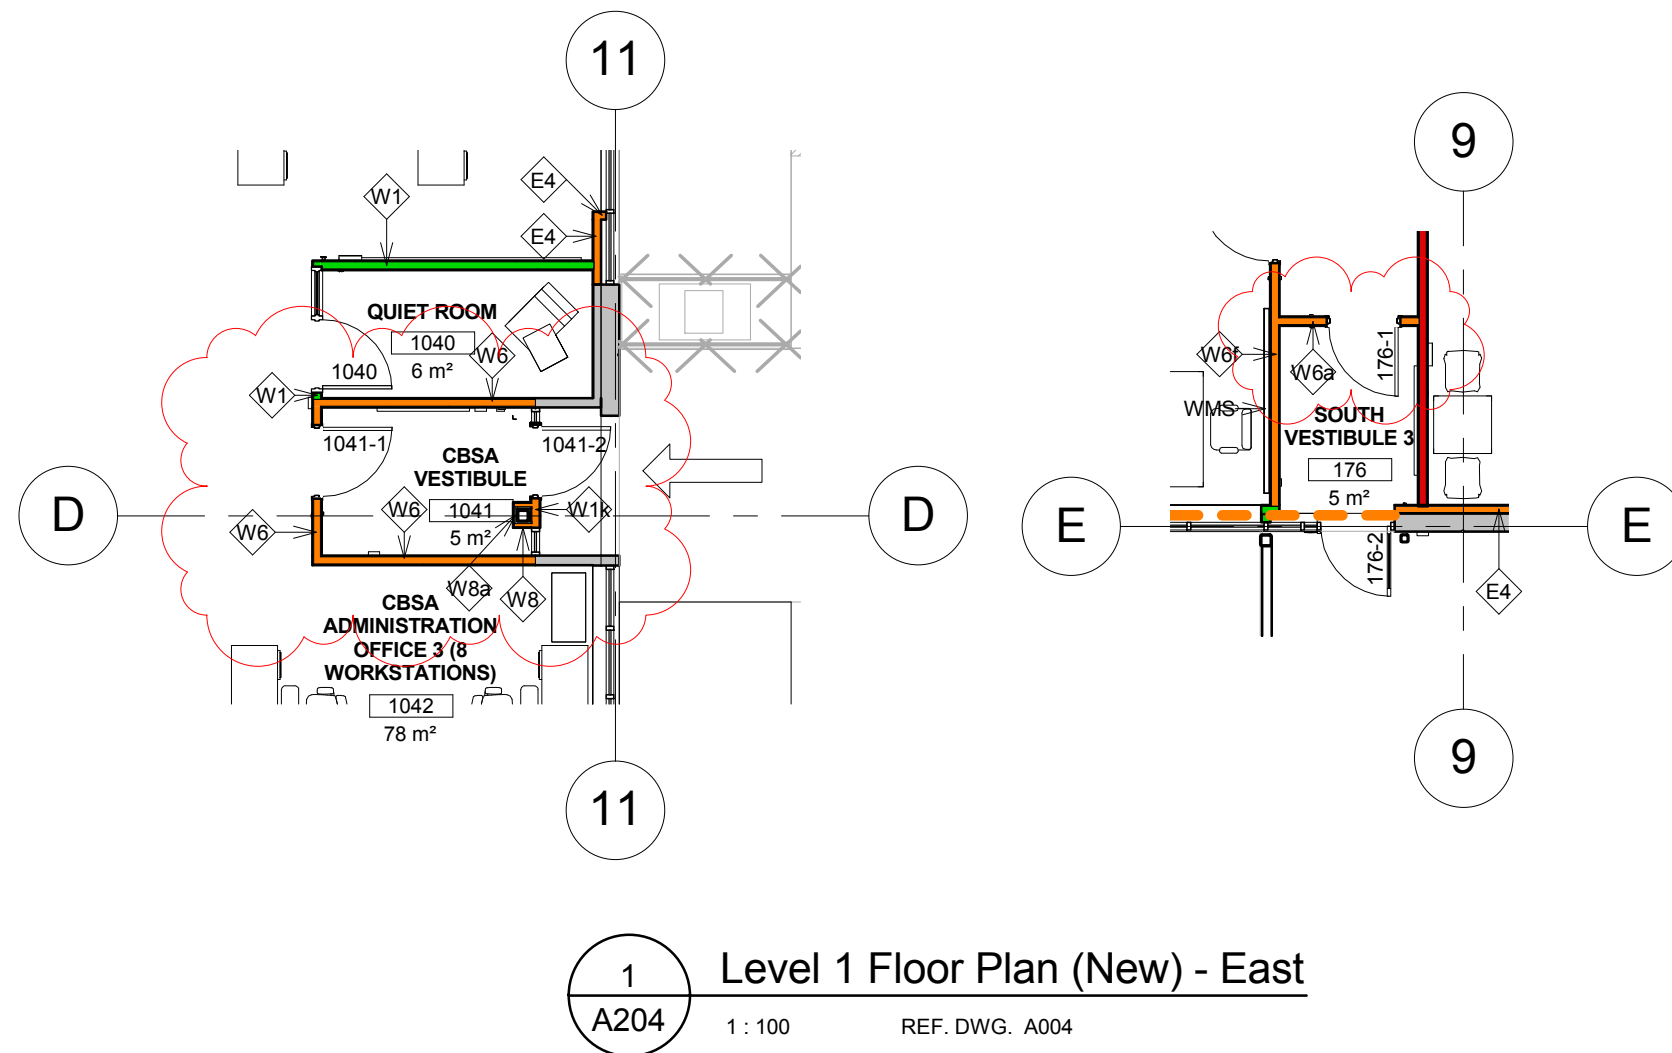 11
9
E4
W1
E4
QUIET ROOM
1040
6 m²
W6
1040
W1
1041-1
1041-2
CBSA
VESTIBULE
1041
5 m²
W6
W1k
W6
W8a
W8
D
D
CBSA
ADMINISTRATION
OFFICE 3 (8
WORKSTATIONS)
1042
78 m²
11
W6f
W6a
176-1
WMS
SOUTH
VESTIBULE 3
176
5 m²
E
E
176-2
E4
9
1
A204
Level 1 Floor Plan (New) - East
1 : 100
REF. DWG. A004